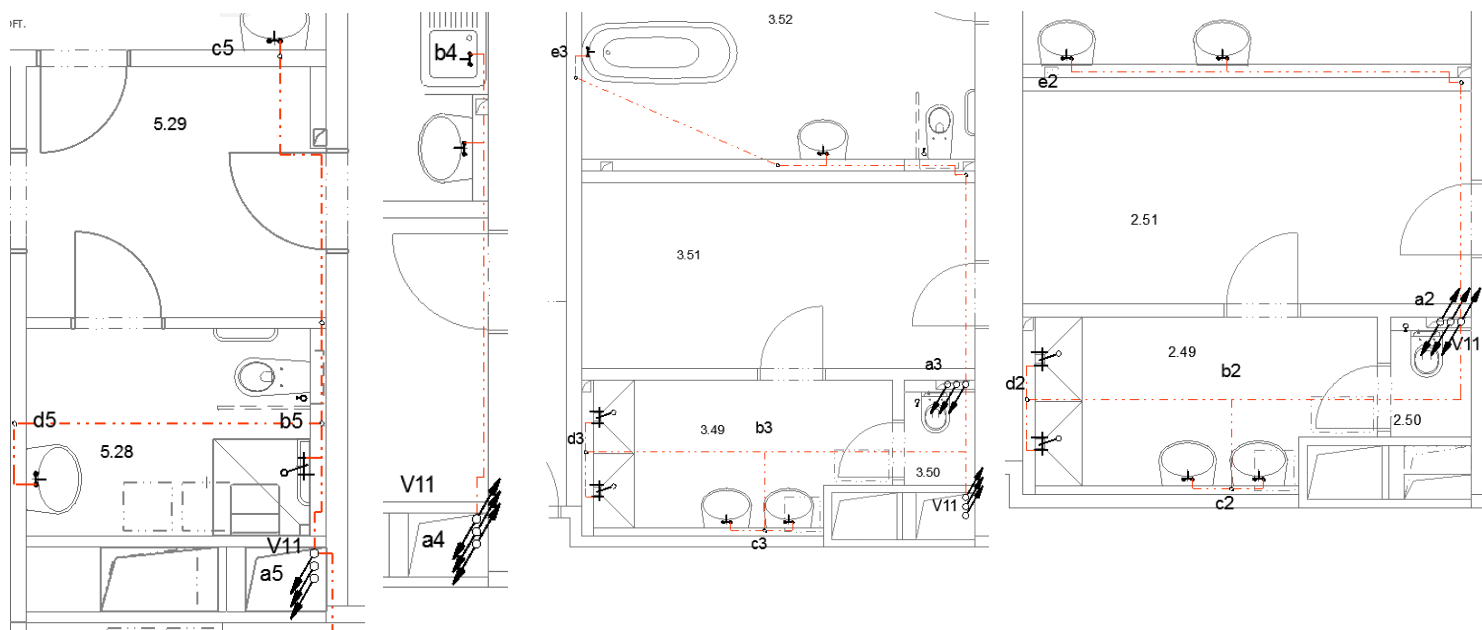 OFT.
c5
5.29
d5
b5
5.28
V11
a5
b4
V11
a4
3.52
e3
3.51
a3
3.49
b3
d3
3.50
V11
c3
e2
2.51
a2
V11
2.49
b2
d2
2.50
c2